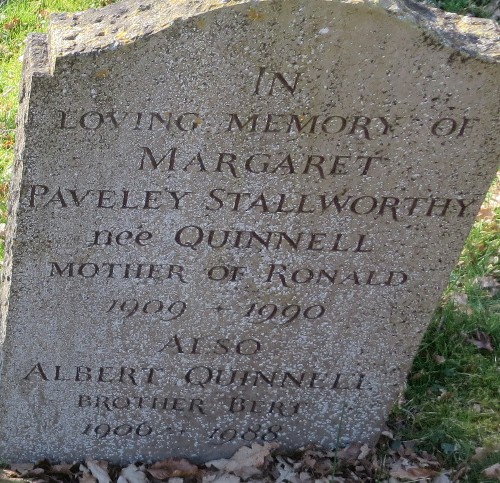 IN
LOVING MEMORY OF
MARGARET
PAVELEY STALLWORTHY
nee QUINNELL
MOTHER OF RONALD
1909 + 1990
ALSO
ALBERT QUINNELL
BROTHER BERT
1906 + 1988